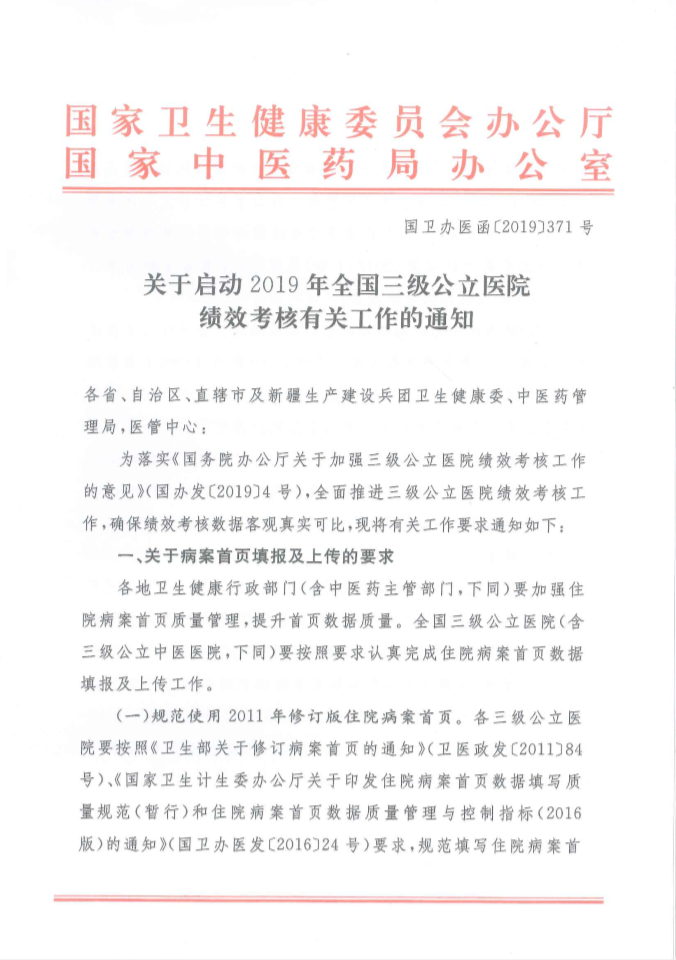 国家卫生健康委员会办公厅
国家中医药局办公室
国卫办医函〔2019〕371号
关于启动2019年全国三级公立医院
绩效考核有关工作的通知
各省、自治区、直辖市及新疆生产建设兵团卫生健康委、中医药管
理局,医管中心:
为落实《国务院办公厅关于加强三级公立医院绩效考核工作
的意见》(国办发〔2019〕4号),全面推进三级公立医院绩效考核工
作,确保绩效考核数据客观真实可比,现将有关工作要求通知如下:
一、关于病案首页填报及上传的要求
各地卫生健康行政部门(含中医药主管部门,下同)要加强住
院病案首页质量管理,提升首页数据质量。全国三级公立医院(含
三级公立中医医院,下同)要按照要求认真完成住院病案首页数据
填报及上传工作。
(一)规范使用2011年修订版住院病案首页。各三级公立医
院要按照《卫生部关于修订病案首页的通知》(卫医政发〔2011〕84
号)、《国家卫生计生委办公厅关于印发住院病案首页数据填写质
量规范(暂行)和住院病案首页数据质量管理与控制指标(2016
版)的通知》(国卫办医发〔2016〕24号)要求,规范填写住院病案首